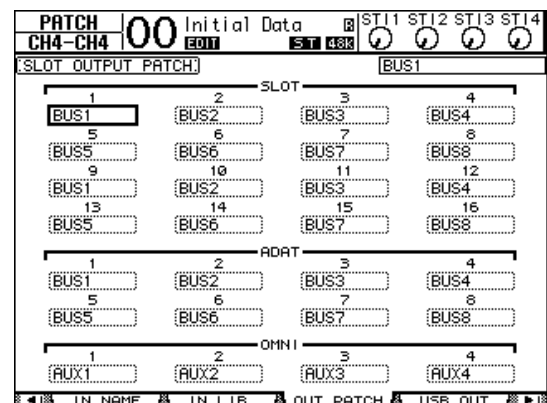 PATCH 00 Initial Data R ST11 ST12 ST13 ST14
CH4-CH4 EDIT ST 48K
SLOT OUTPUT PATCH BUS1
SLOT
1 2 3 4
BUS1 BUS2 BUS3 BUS4
5 6 7 8
BUS5 BUS6 BUS7 BUS8
9 10 11 12
BUS1 BUS2 BUS3 BUS4
13 14 15 16
BUS5 BUS6 BUS7 BUS8
ADAT
1 2 3 4
BUS1 BUS2 BUS3 BUS4
5 6 7 8
BUS5 BUS6 BUS7 BUS8
OMNI
1 2 3 4
AUX1 AUX2 AUX3 AUX4
IN NAME IN LIB OUT PATCH USB OUT